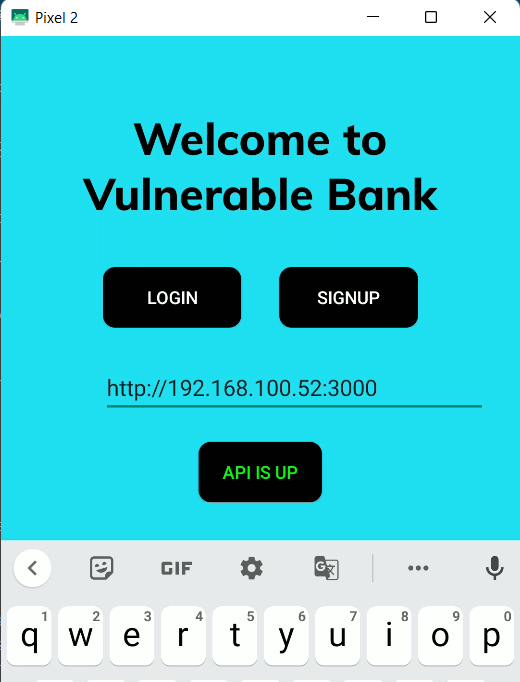 Pixel 2
Welcome to
Vulnerable Bank
LOGIN SIGNUP
http://192.168.100.52:3000
API IS UP
GIF G
1 2 3 4 5 6 7 8 9 0
q w e r t y u i o p